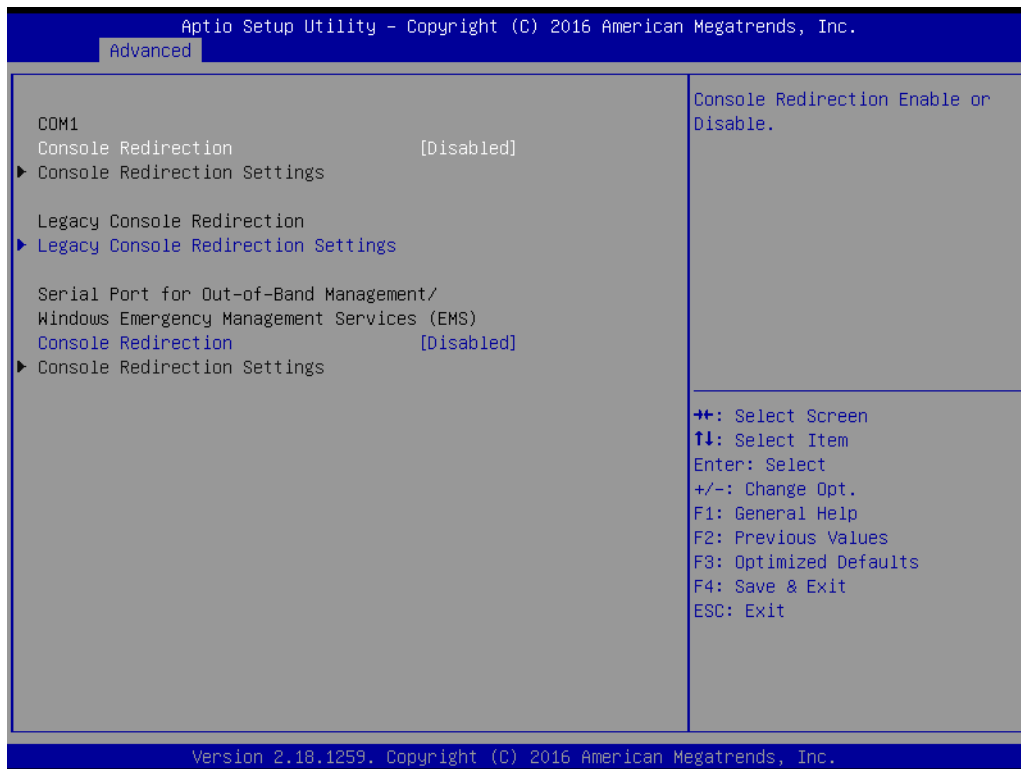 Aptio Setup Utility – Copyright (C) 2016 American Megatrends, Inc.
Advanced
COM1
Console Redirection [Disabled]
Console Redirection Settings
Legacy Console Redirection
Legacy Console Redirection Settings
Serial Port for Out-of-Band Management/
Windows Emergency Management Services (EMS)
Console Redirection [Disabled]
Console Redirection Settings
Console Redirection Enable or
Disable.
→←: Select Screen
↑↓: Select Item
Enter: Select
+/-: Change Opt.
F1: General Help
F2: Previous Values
F3: Optimized Defaults
F4: Save & Exit
ESC: Exit
Version 2.18.1259. Copyright (C) 2016 American Megatrends, Inc.